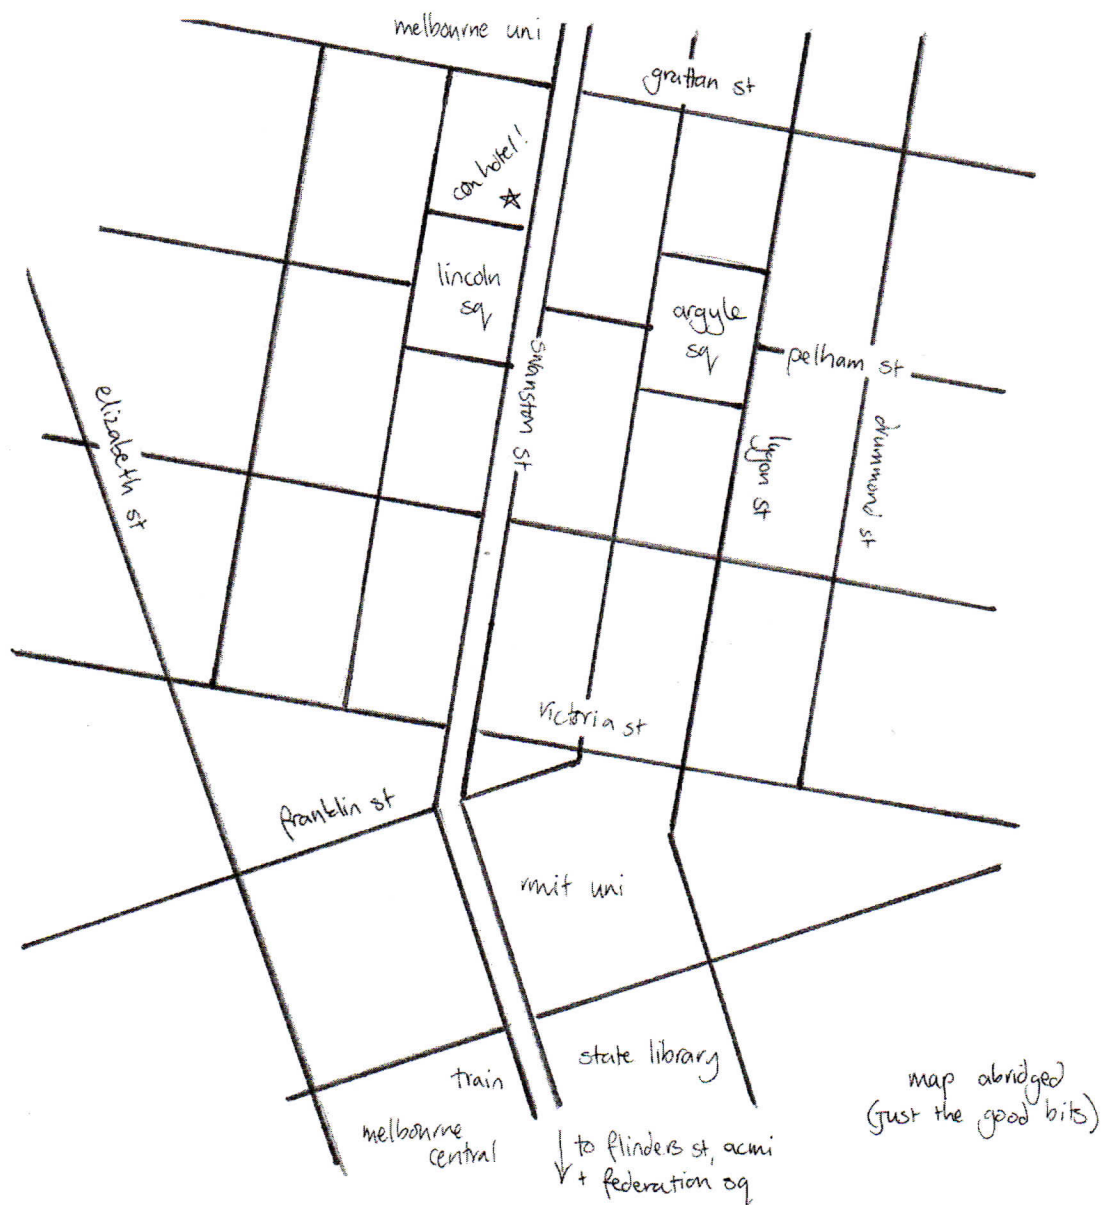 melbourne uni
grattan st
con hotel!
lincoln
sq
argyle
sq
pelham st
swanston st
elizabeth st
lygon st
drummond st
victoria st
franklin st
rmit uni
state library
train
melbourne
central
map abridged
(just the good bits)
to flinders st, acmi
+ federation sq